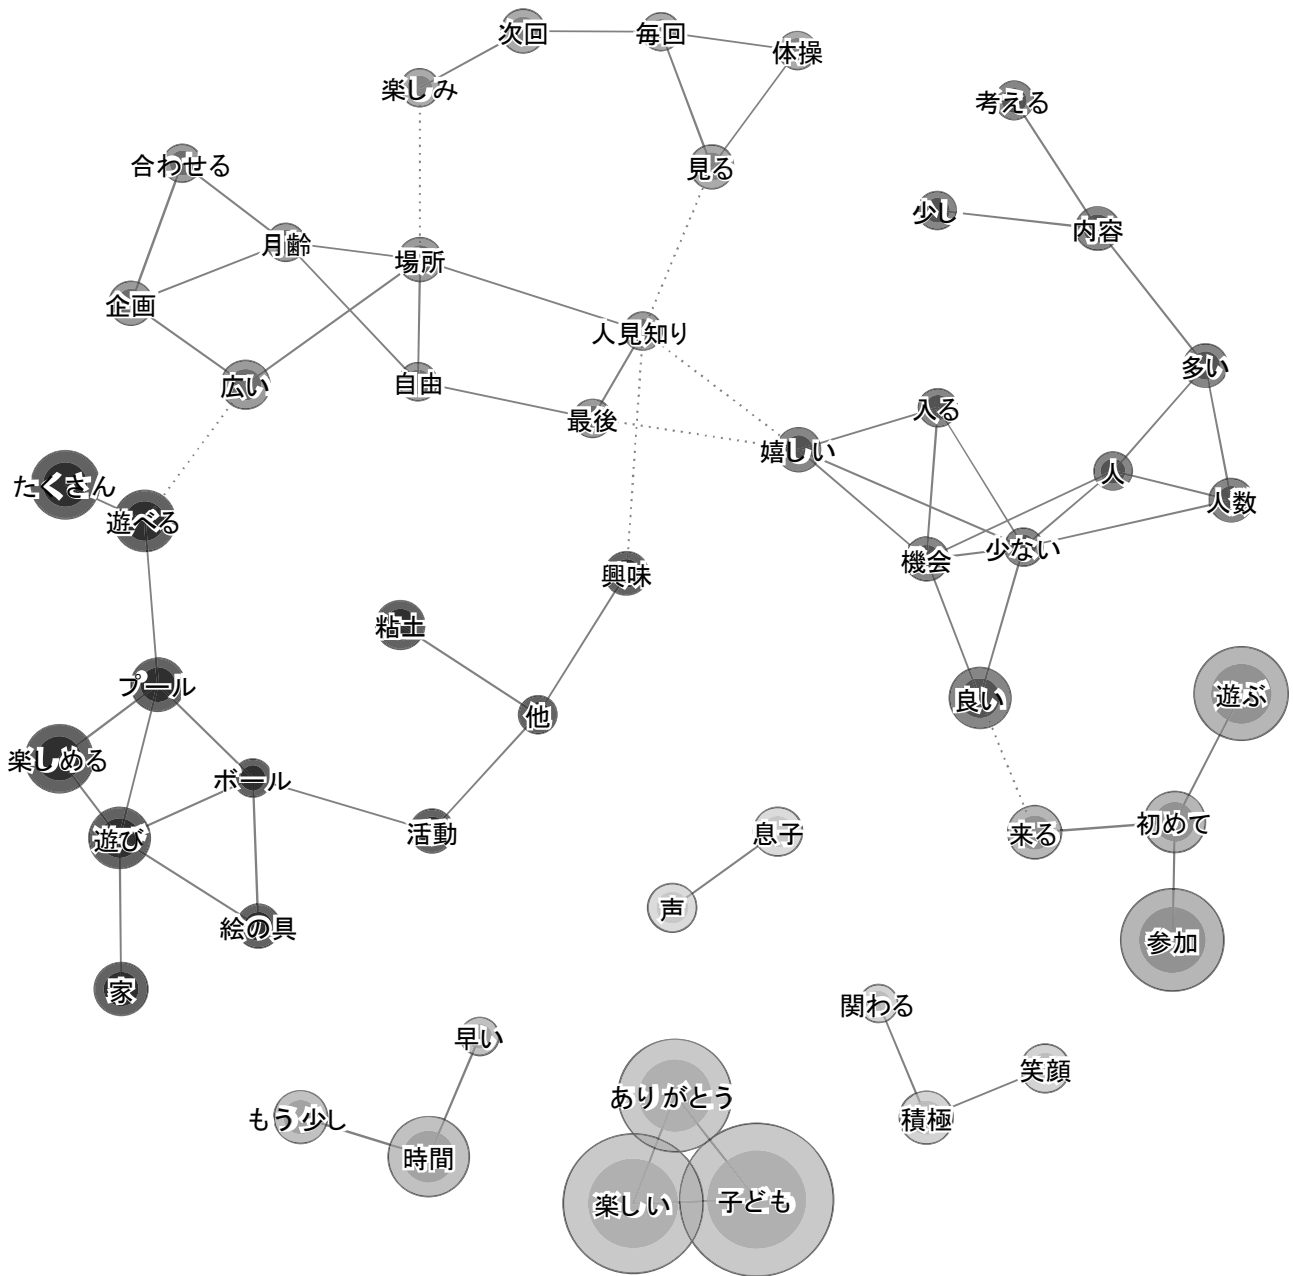 次回
毎回
体操
楽しみ
考える
合わせる
見る
少し
内容
月齢
場所
企画
人見知り
多い
広い
自由
入る
最後
嬉しい
人
たくさん
人数
遊べる
機会
少ない
興味
粘土
プール
良い
遊ぶ
他
楽しめる
ボール
遊び
活動
息子
来る
初めて
声
絵の具
参加
家
関わる
早い
笑顔
ありがとう
もう少し
積極
時間
楽しい
子ども